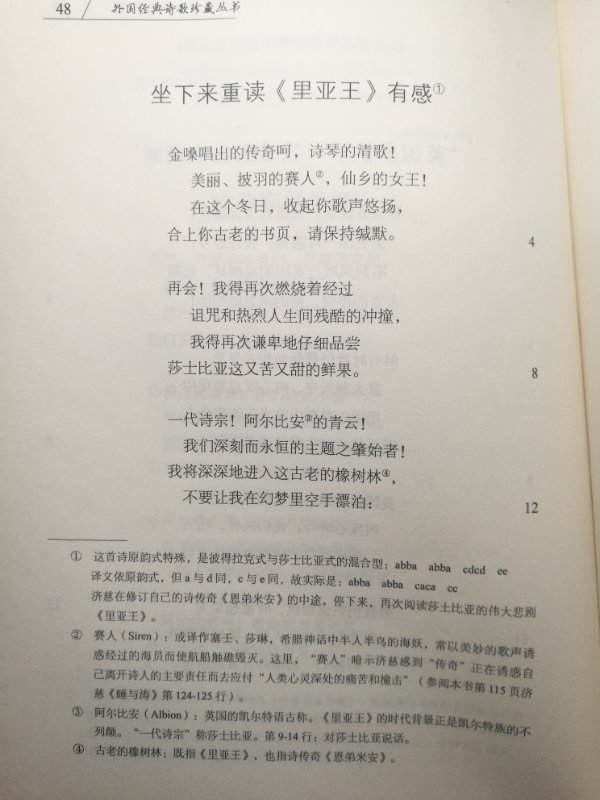 48 / 外国经典诗歌珍藏丛书
坐下来重读《里亚王》有感①
金嗓唱出的传奇呵，诗琴的清歌！
美丽、披羽的赛人②，仙乡的女王！
在这个冬日，收起你歌声悠扬，
合上你古老的书页，请保持缄默。 4
再会！我得再次燃烧着经过
诅咒和热烈人生间残酷的冲撞，
我得再次谦卑地仔细品尝
莎士比亚这又苦又甜的鲜果。 8
一代诗宗！阿尔比安③的青云！
我们深刻而永恒的主题之肇始者！
我将深深地进入这古老的橡树林④，
不要让我在幻梦里空手漂泊： 12
① 这首诗原韵式特殊，是彼得拉克式与莎士比亚式的混合型：abba abba cdcd ee
译文依原韵式，但 a 与 d 同，c 与 e 同，故实际是：abba abba caca cc
济慈在修订自己的诗传奇《恩弟米安》的中途，停下来，再次阅读莎士比亚的伟大悲剧
《里亚王》。
② 赛人（Siren）：或译作塞壬、莎琳，希腊神话中半人半鸟的海妖，常以美妙的歌声诱
惑经过的海员而使航船触礁毁灭。这里，“赛人”暗示济慈感到“传奇”正在诱惑自
己离开诗人的主要责任而去应付“人类心灵深处的痛苦和撞击”（参阅本书第 115 页济
慈《睡与涛》第 124-125 行）。
③ 阿尔比安（Albion）：英国的凯尔特语古称。《里亚王》的时代背景正是凯尔特族的不
列颠。“一代诗宗”称莎士比亚。第 9-14 行：对莎士比亚说话。
④ 古老的橡树林：既指《里亚王》，也指诗传奇《恩弟米安》。